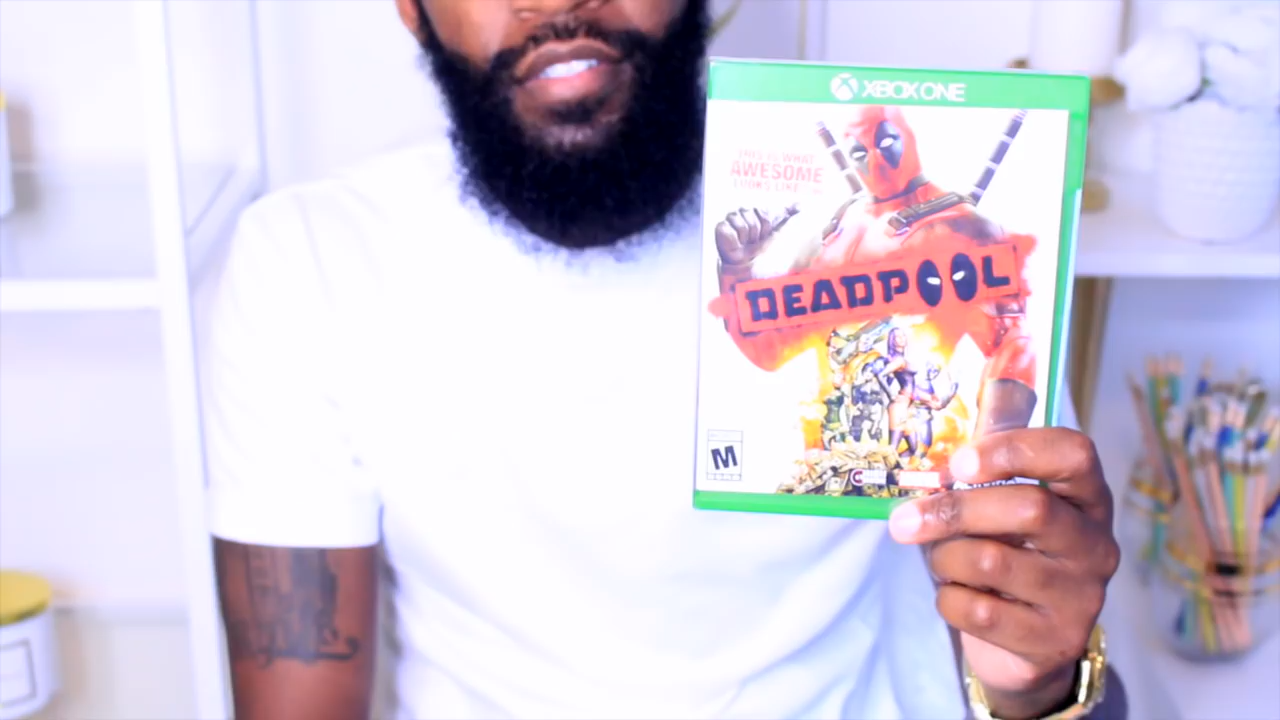 XBOX ONE
THIS IS WHAT
AWESOME
LOOKS LIKE
DEADPOOL
M